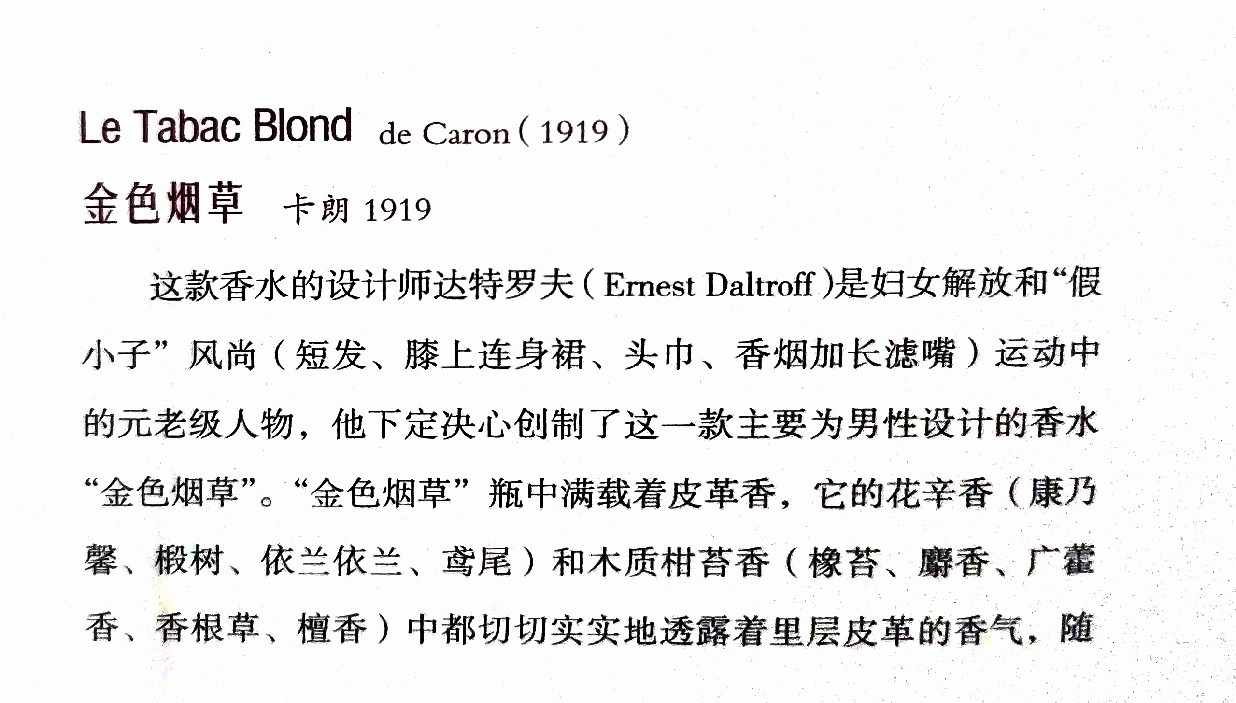 Le Tabac Blond de Caron(1919)
金色烟草 卡朗 1919
这款香水的设计师达特罗夫(Ernest Daltroff)是妇女解放和“假
小子”风尚(短发、膝上连身裙、头巾、香烟加长滤嘴)运动中
的元老级人物,他下定决心创制了这一款主要为男性设计的香水
“金色烟草”。“金色烟草”瓶中满载着皮革香,它的花辛香(康乃
馨、椴树、依兰依兰、鸢尾)和木质柑苔香(橡苔、麝香、广藿
香、香根草、檀香)中都切切实实地透露着里层皮革的香气,随